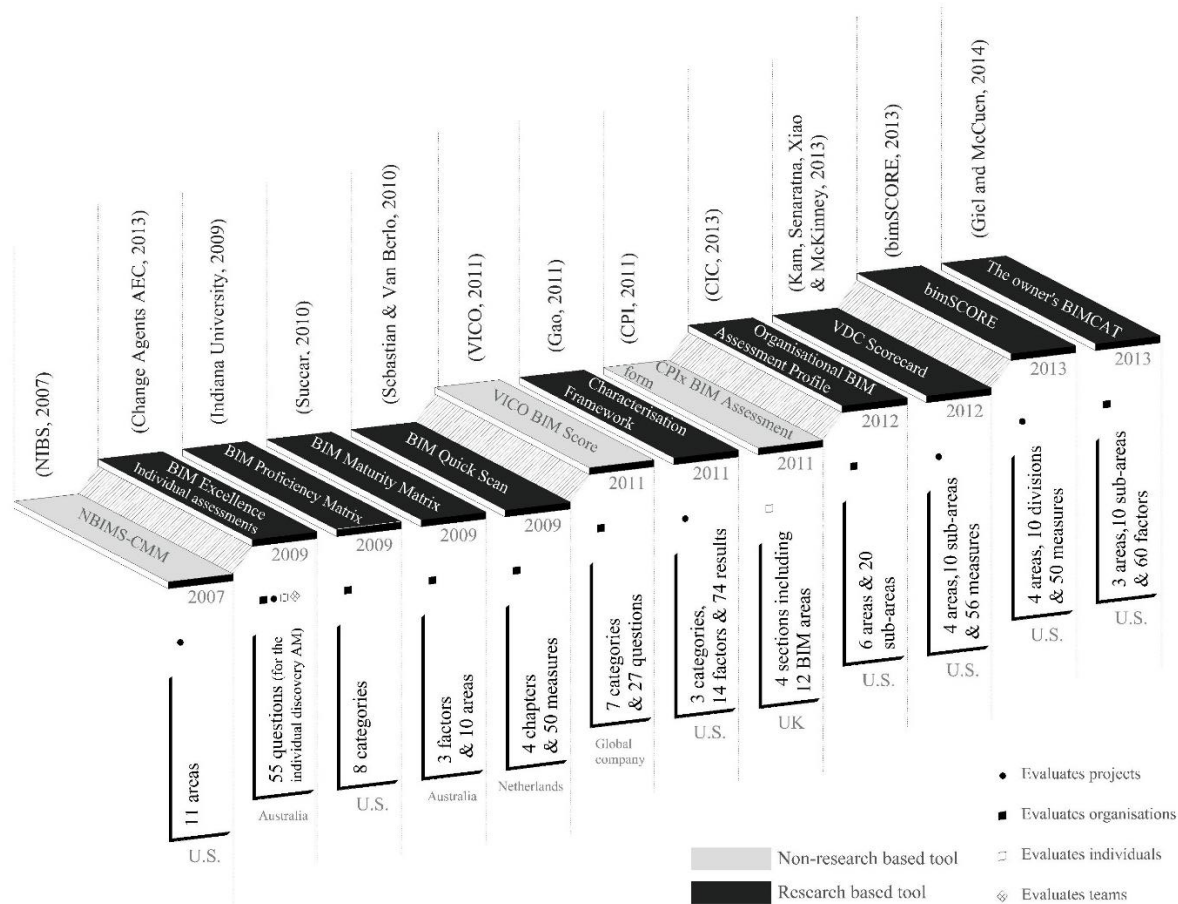 (NIBS, 2007)
NBIMS-CMM
2007
11 areas
U.S.
(Change Agents AEC, 2013)
BIM Excellence
Individual assessments
2009
55 questions (for the
individual discovery AM)
Australia
(Indiana University, 2009)
BIM Proficiency Matrix
2009
8 categories
U.S.
(Succar, 2010)
BIM Maturity Matrix
2009
3 factors
& 10 areas
Australia
(Sebastian & Van Berlo, 2010)
BIM Quick Scan
2009
4 chapters
& 50 measures
Netherlands
(VICO, 2011)
VICO BIM Score
2011
7 categories
& 27 questions
Global
company
(Gao, 2011)
Characterisation
Framework
2011
3 categories,
14 factors & 74 results
U.S.
(CPI, 2011)
CPIx BIM Assessment
form
2011
4 sections including
12 BIM areas
UK
(CIC, 2013)
Organisational BIM
Assessment Profile
2012
6 areas & 20
sub-areas
U.S.
(Kam, Senaratna, Xiao
& McKinney, 2013)
VDC Scorecard
2012
4 areas,10 sub-areas
& 56 measures
U.S.
(bimSCORE, 2013)
bimSCORE
2013
4 areas, 10 divisions
& 50 measures
U.S.
(Giel and McCuen, 2014)
The owner's BIMCAT
2013
3 areas,10 sub-areas
& 60 factors
U.S.
Non-research based tool
Research based tool
Evaluates projects
Evaluates organisations
Evaluates individuals
Evaluates teams